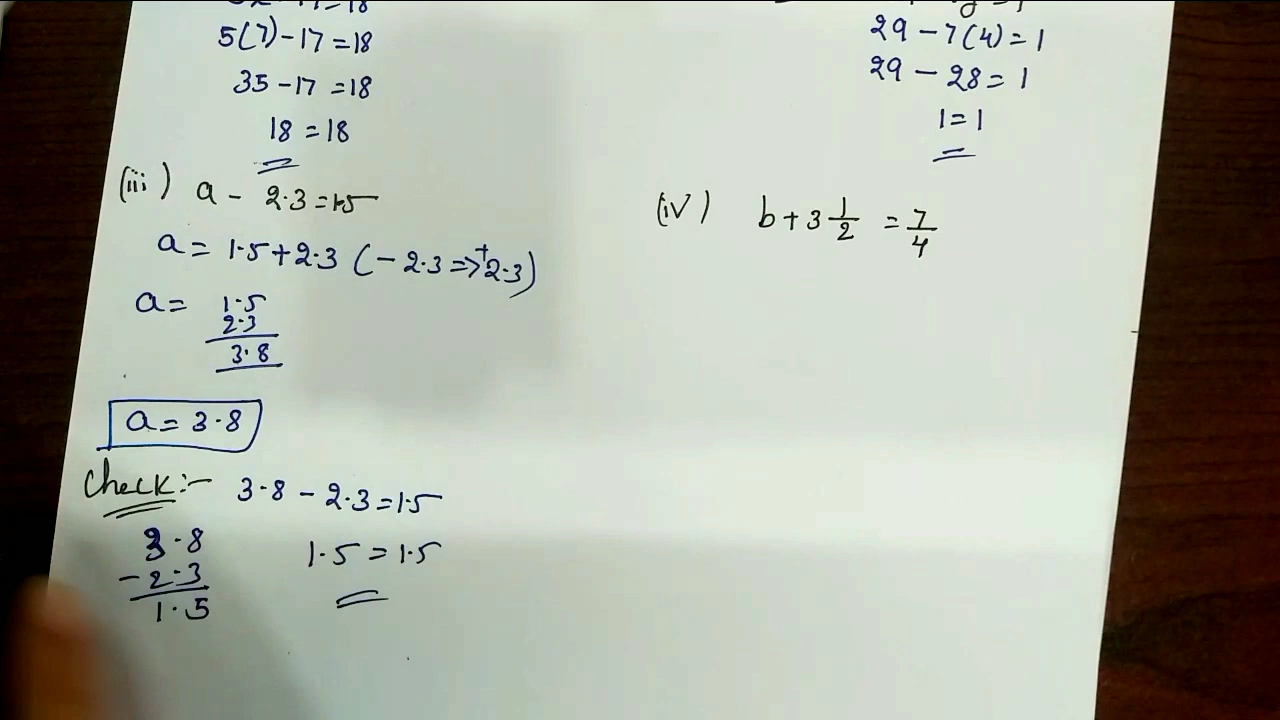 5(7)-17=18
35-17=18
18=18
(iii) a - 2.3=1.5
a= 1.5+2.3 (-2.3=>+2.3)
a= 1.5
2.3
3.8
a=3.8
Check:- 3.8-2.3=1.5
3.8
-2.3
1.5
1.5=1.5
29-7(4)=1
29-28=1
1=1
(iv) b+3 1/2 = 7/4